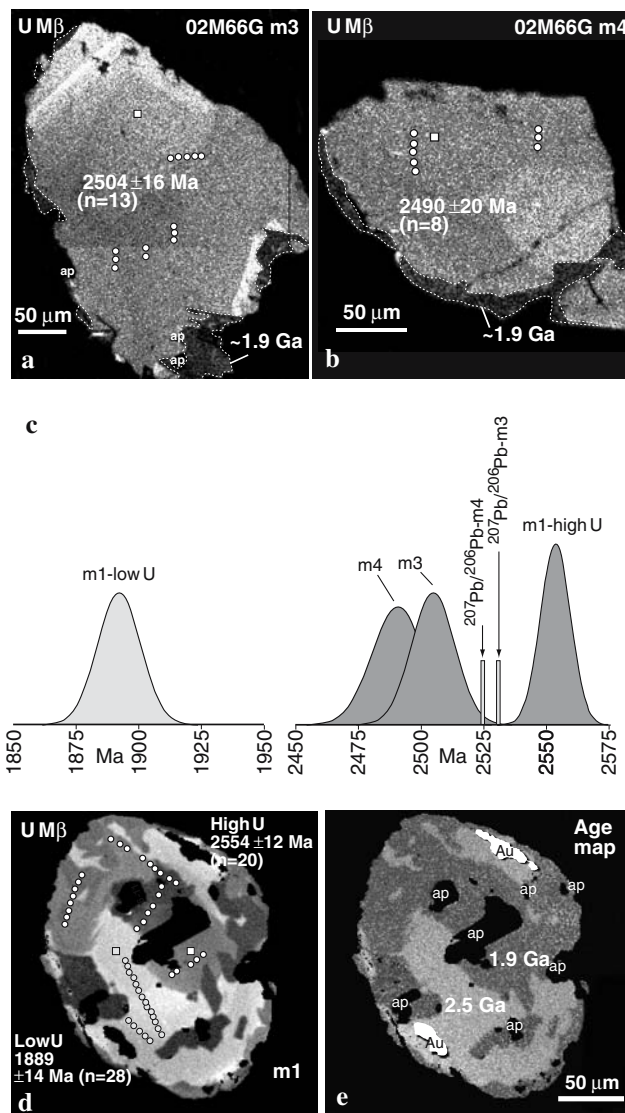 U Mβ 02M66G m3
2504 ±16 Ma
(n=13)
ap
50 µm
ap
ap
~1.9 Ga
a
U Mβ 02M66G m4
2490 ±20 Ma
(n=8)
50 µm
~1.9 Ga
b
c
207Pb/206Pb-m4
207Pb/206Pb-m3
m1-high U
m1-low U
m4
m3
1850 1875 1900 1925 1950
Ma
2450 2475 2500 2525 2550 2575
Ma
U Mβ
High U
2554 ±12 Ma
(n=20)
Low U
1889
±14 Ma (n=28)
m1
d
Age
map
Au
ap
ap
ap
ap
1.9 Ga
ap
2.5 Ga
ap
ap
Au
50 µm
e